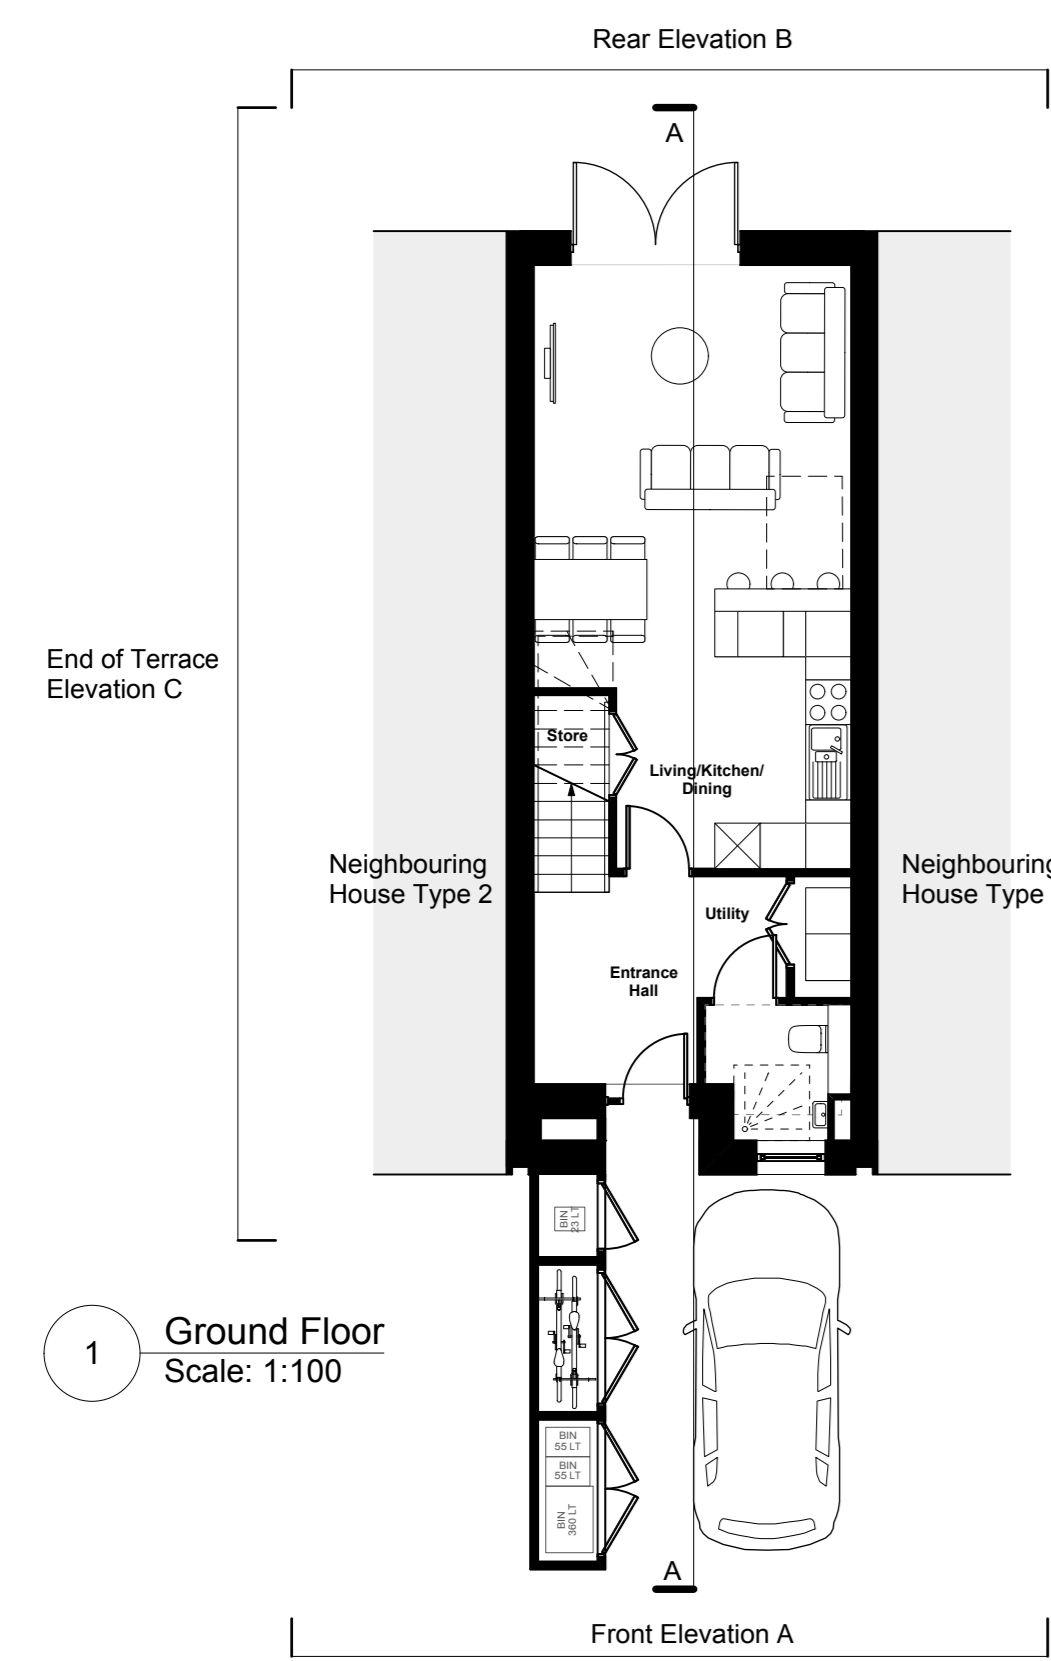 Rear Elevation B
A
End of Terrace
Elevation C
Store
Living/Kitchen/
Dining
Neighbouring
House Type 2
Neighbouring
House Type
Utility
Entrance
Hall
BIN
23 LT
1
Ground Floor
Scale: 1:100
BIN
55 LT
BIN
55 LT
BIN
360 LT
A
Front Elevation A